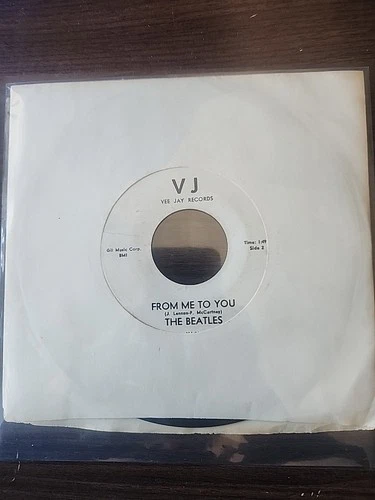 VJ
VEE JAY RECORDS
Gil Music Corp.
BMI
Time: 1:49
Side 2
FROM ME TO YOU
(J. Lennon-P. McCartney)
THE BEATLES